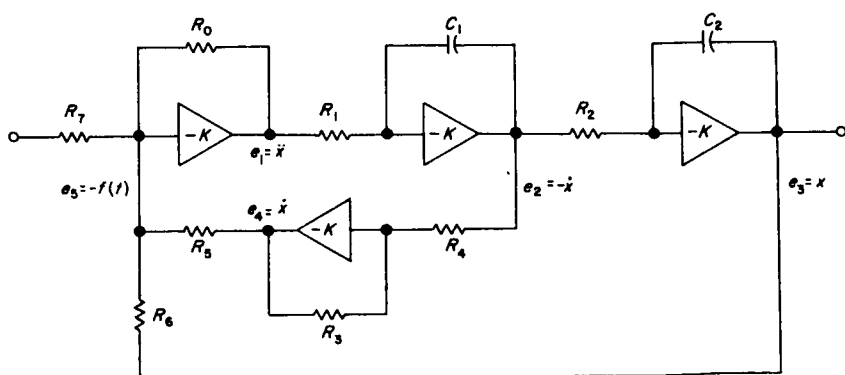 R₀
C₁
C₂
R₇
−K
R₁
−K
R₂
−K
e₁ = ẍ
e₅ = −f(t)
e₄ = ẋ
e₂ = −ẋ
e₃ = x
−K
R₅
R₄
R₆
R₃